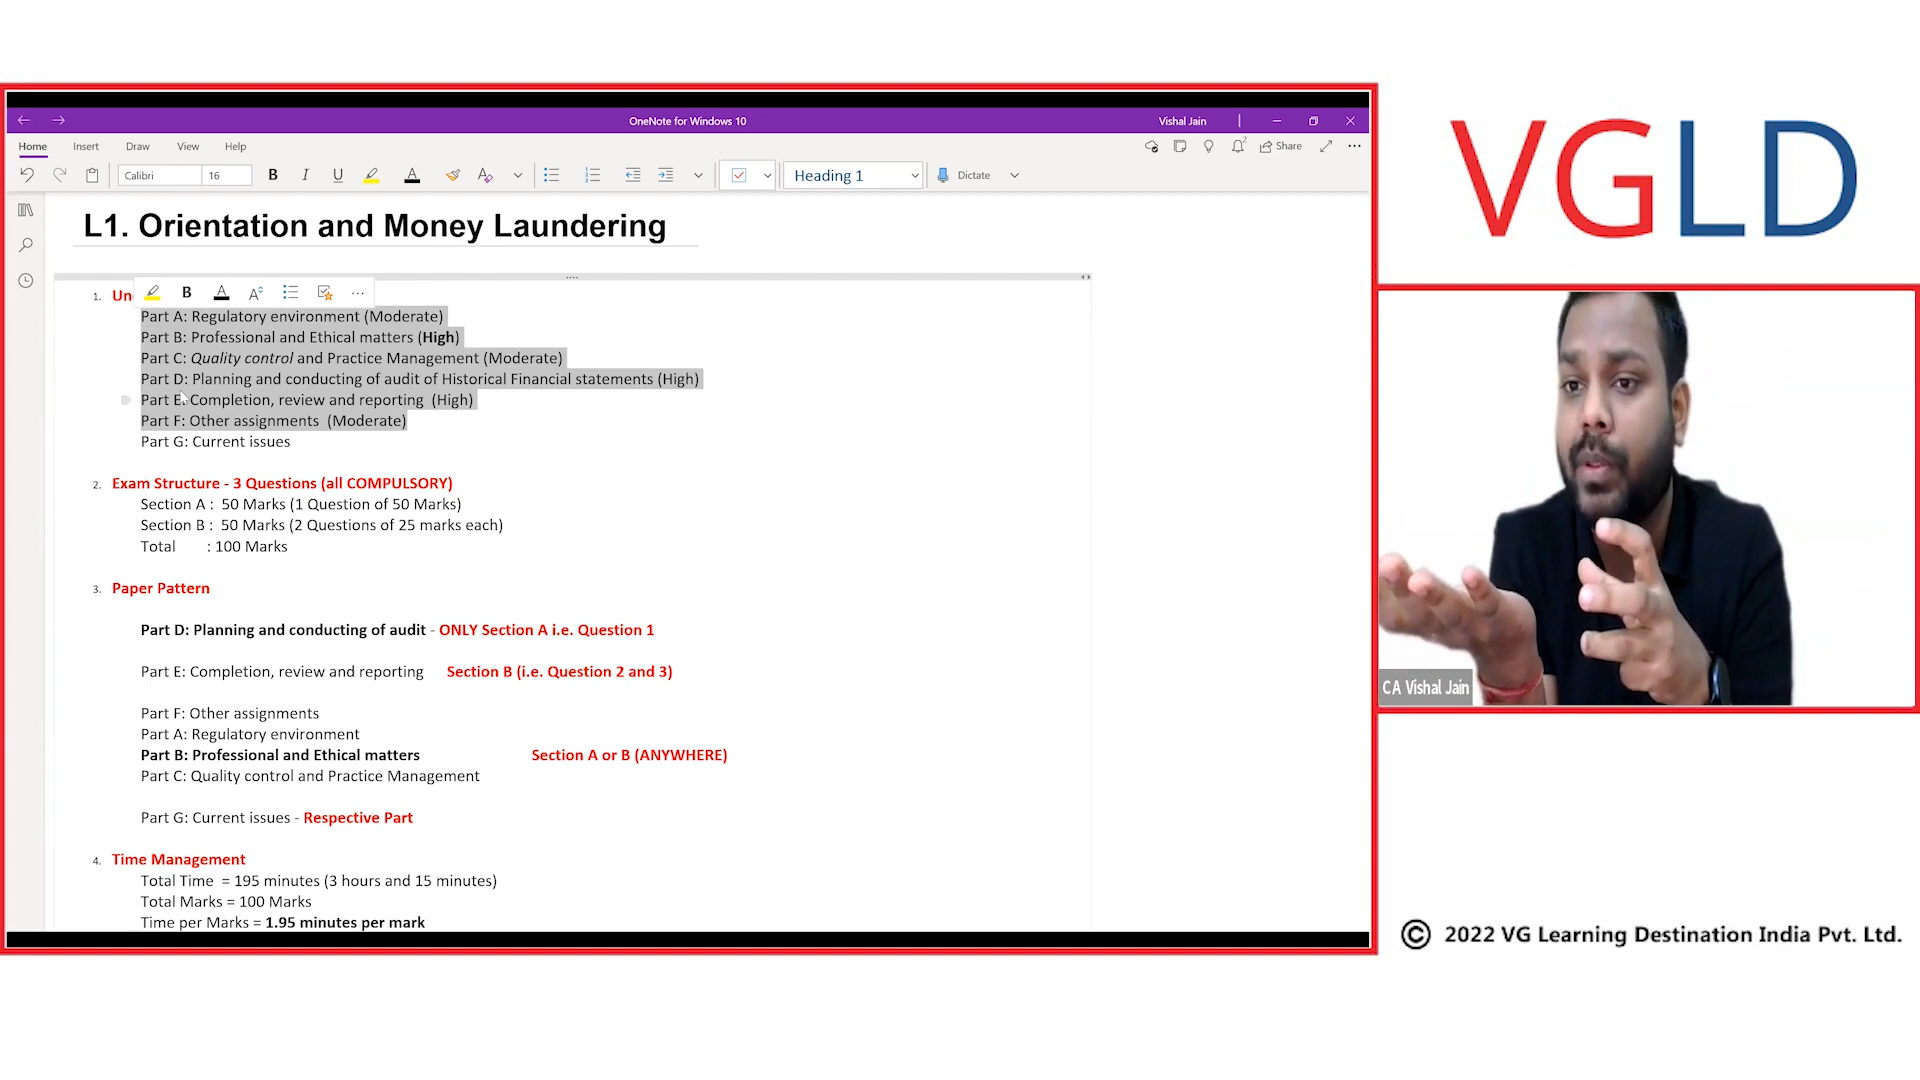 OneNote for Windows 10
Vishal Jain
Home Insert Draw View Help
Share
Calibri 16 B I U A Heading 1 Dictate
L1. Orientation and Money Laundering
1. Un
B A A
Part A: Regulatory environment (Moderate)
Part B: Professional and Ethical matters (High)
Part C: Quality control and Practice Management (Moderate)
Part D: Planning and conducting of audit of Historical Financial statements (High)
Part E: Completion, review and reporting (High)
Part F: Other assignments (Moderate)
Part G: Current issues
2. Exam Structure - 3 Questions (all COMPULSORY)
Section A : 50 Marks (1 Question of 50 Marks)
Section B : 50 Marks (2 Questions of 25 marks each)
Total : 100 Marks
3. Paper Pattern
Part D: Planning and conducting of audit - ONLY Section A i.e. Question 1
Part E: Completion, review and reporting Section B (i.e. Question 2 and 3)
Part F: Other assignments
Part A: Regulatory environment
Part B: Professional and Ethical matters Section A or B (ANYWHERE)
Part C: Quality control and Practice Management
Part G: Current issues - Respective Part
4. Time Management
Total Time = 195 minutes (3 hours and 15 minutes)
Total Marks = 100 Marks
Time per Marks = 1.95 minutes per mark
VGLD
CA Vishal Jain
© 2022 VG Learning Destination India Pvt. Ltd.